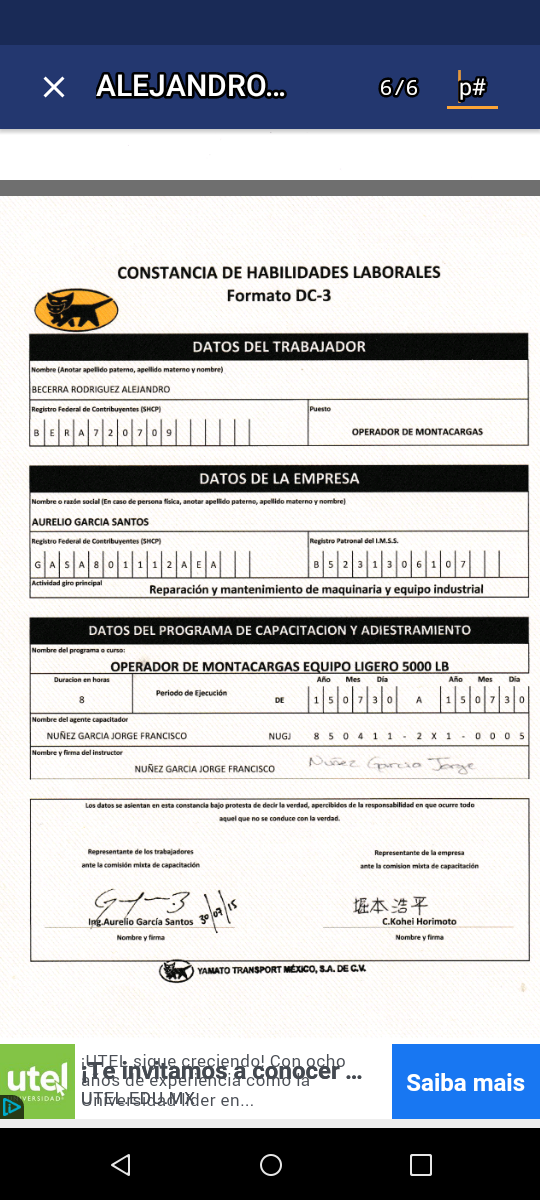 ALEJANDRO...
6/6
p#
CONSTANCIA DE HABILIDADES LABORALES
Formato DC-3
DATOS DEL TRABAJADOR
Nombre (Anotar apellido paterno, apellido materno y nombre)
BECERRA RODRIGUEZ ALEJANDRO
Registro Federal de Contribuyentes (SHCP)
Puesto
B E R A 7 2 0 7 0 9
OPERADOR DE MONTACARGAS
DATOS DE LA EMPRESA
Nombre o razón social (En caso de persona física, anotar apellido paterno, apellido materno y nombre)
AURELIO GARCIA SANTOS
Registro Federal de Contribuyentes (SHCP)
Registro Patronal del I.M.S.S.
G A S A 8 0 1 1 1 2 A E A
B 5 2 3 1 3 0 6 1 0 7
Actividad giro principal
Reparación y mantenimiento de maquinaria y equipo industrial
DATOS DEL PROGRAMA DE CAPACITACION Y ADIESTRAMIENTO
Nombre del programa o curso:
OPERADOR DE MONTACARGAS EQUIPO LIGERO 5000 LB
Duracion en horas
Periodo de Ejecución
Año Mes Día
Año Mes Día
8
DE
1 5 0 7 3 0 A 1 5 0 7 3 0
Nombre del agente capacitador
NUÑEZ GARCIA JORGE FRANCISCO
NUGJ 8 5 0 4 1 1 - 2 X 1 - 0 0 0 5
Nombre y firma del instructor
NUÑEZ GARCIA JORGE FRANCISCO
Nuñez Garcia Jorge
Los datos se asientan en esta constancia bajo protesta de decir la verdad, apercibidos de la responsabilidad en que ocurre todo
aquel que no se conduce con la verdad.
Representante de los trabajadores
ante la comisión mixta de capacitación
Representante de la empresa
ante la comision mixta de capacitación
30/07/15
堀本浩平
Ing.Aurelio García Santos
C.Kohei Horimoto
Nombre y firma
Nombre y firma
YAMATO TRANSPORT MÉXICO, S.A. DE C.V.
utel
UNIVERSIDAD
¡Te invitamos a conocer ...
¡UTEL sigue creciendo! Con ocho
años de experiencia como la
Universidad líder en...
UTEL.EDU.MX
Saiba mais